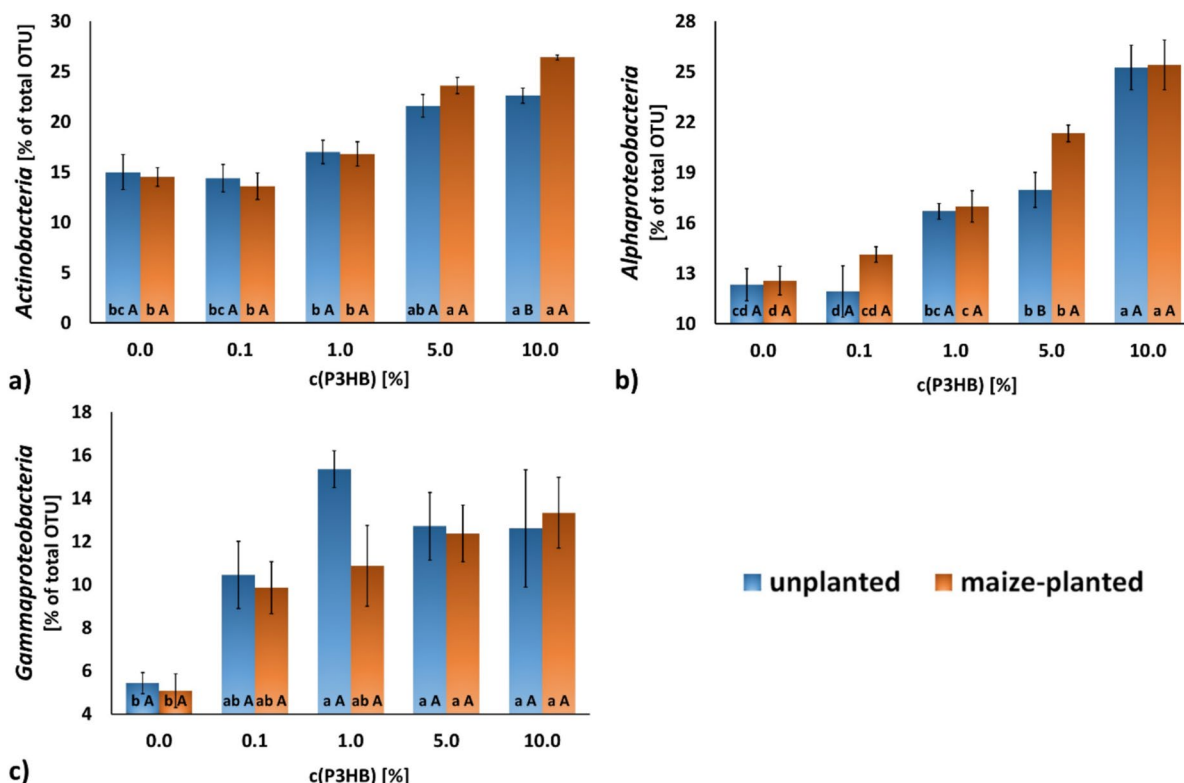 30
25
20
15
10
5
0
Actinobacteria [% of total OTU]
bc A b A bc A b A b A b A ab A a A a B a A
0.0 0.1 1.0 5.0 10.0
c(P3HB) [%]
a)
28
25
22
19
16
13
10
Alphaproteobacteria
[% of total OTU]
cd A d A d A cd A bc A c A b B b A a A a A
0.0 0.1 1.0 5.0 10.0
c(P3HB) [%]
b)
18
16
14
12
10
8
6
4
Gammaproteobacteria
[% of total OTU]
b A b A ab A ab A a A ab A a A a A a A a A
0.0 0.1 1.0 5.0 10.0
c(P3HB) [%]
c)
unplanted maize-planted